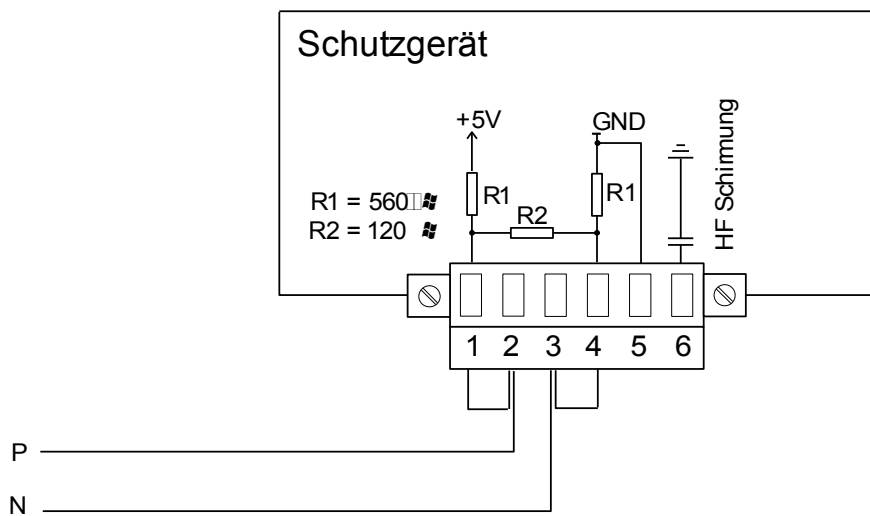 Schutzgerät
+5V
GND
HF Schirmung
R1
R1
R1 = 560
R2
R2 = 120
1 2 3 4 5 6
P
N